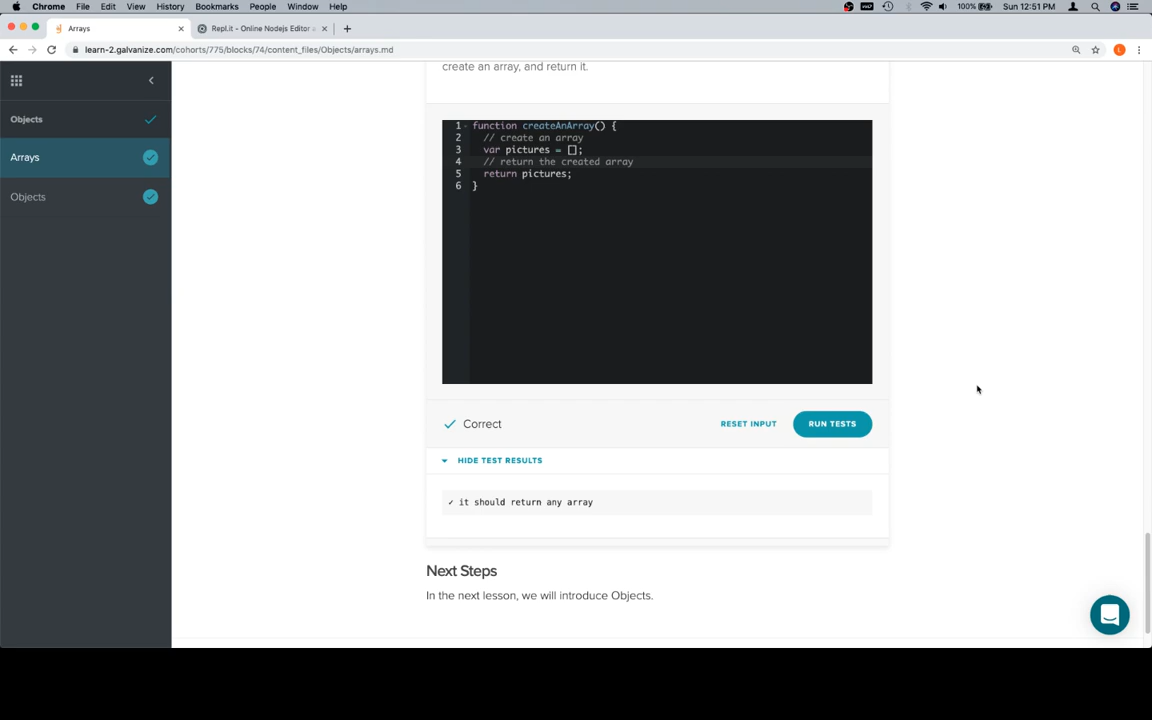 Chrome File Edit View History Bookmarks People Window Help
100% Sun 12:51 PM
Arrays
Repl.it - Online Nodejs Editor
learn-2.galvanize.com/cohorts/775/blocks/74/content_files/Objects/arrays.md
Objects
Arrays
Objects
create an array, and return it.
1 function createAnArray() {
2 // create an array
3 var pictures = [];
4 // return the created array
5 return pictures;
6 }
Correct
RESET INPUT
RUN TESTS
HIDE TEST RESULTS
✓ it should return any array
Next Steps
In the next lesson, we will introduce Objects.